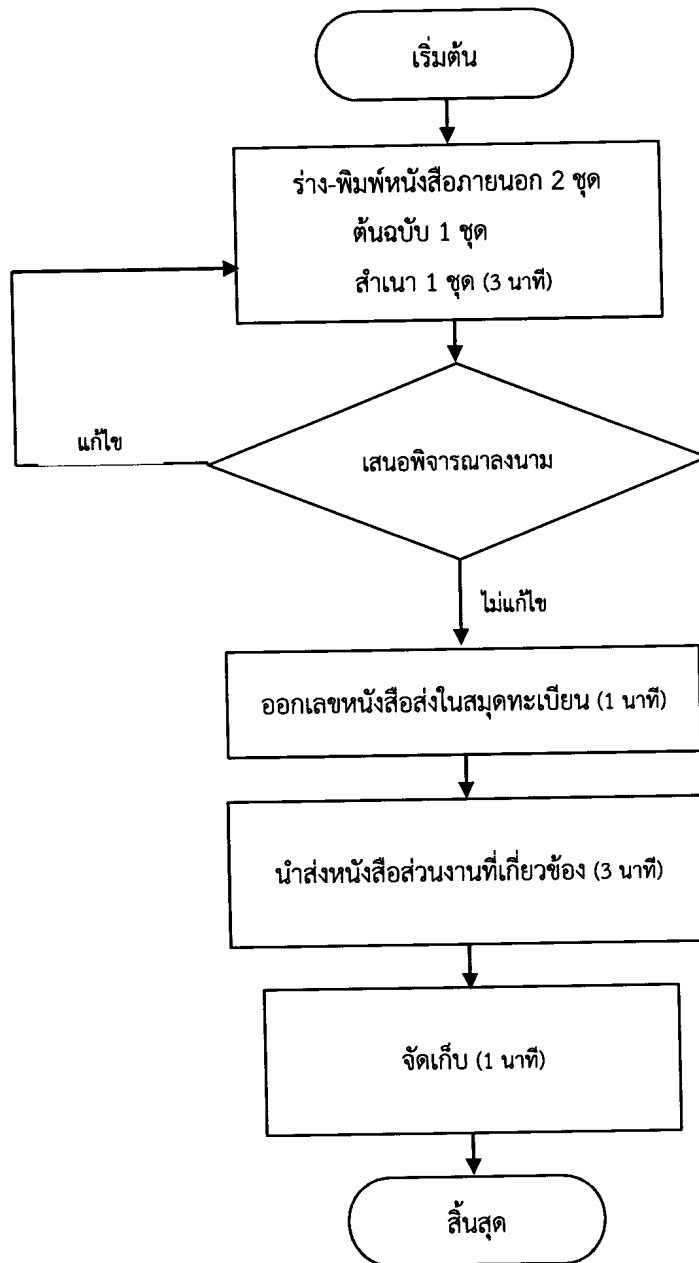 เริ่มต้น
ร่าง-พิมพ์หนังสือภายนอก 2 ชุด
ต้นฉบับ 1 ชุด
สำเนา 1 ชุด (3 นาที)
แก้ไข
เสนอพิจารณาลงนาม
ไม่แก้ไข
ออกเลขหนังสือส่งในสมุดทะเบียน (1 นาที)
นำส่งหนังสือส่วนงานที่เกี่ยวข้อง (3 นาที)
จัดเก็บ (1 นาที)
สิ้นสุด